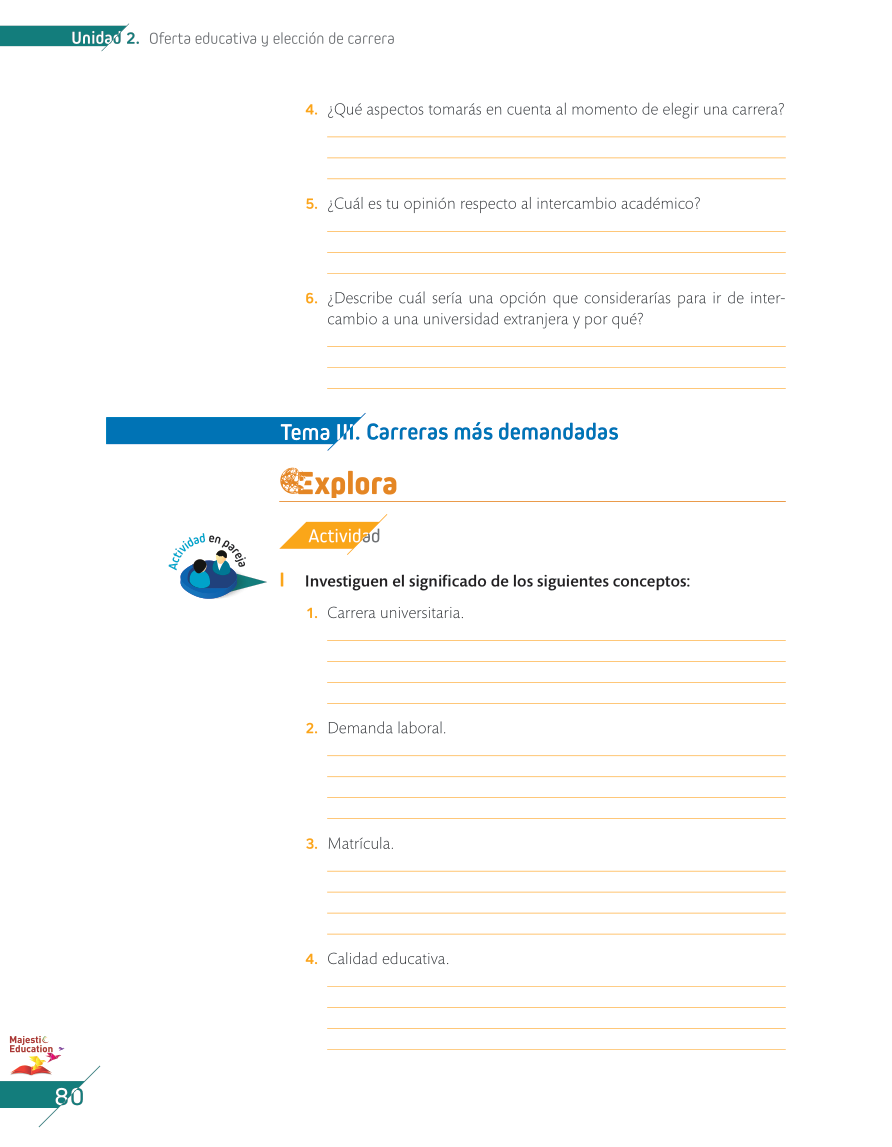 Unidad 2. Oferta educativa y elección de carrera
4. ¿Qué aspectos tomarás en cuenta al momento de elegir una carrera?
5. ¿Cuál es tu opinión respecto al intercambio académico?
6. ¿Describe cuál sería una opción que considerarías para ir de inter-
cambio a una universidad extranjera y por qué?
Tema III. Carreras más demandadas
Explora
Actividad
Actividad en pareja
I Investiguen el significado de los siguientes conceptos:
1. Carrera universitaria.
2. Demanda laboral.
3. Matrícula.
4. Calidad educativa.
Majestic
Education
80